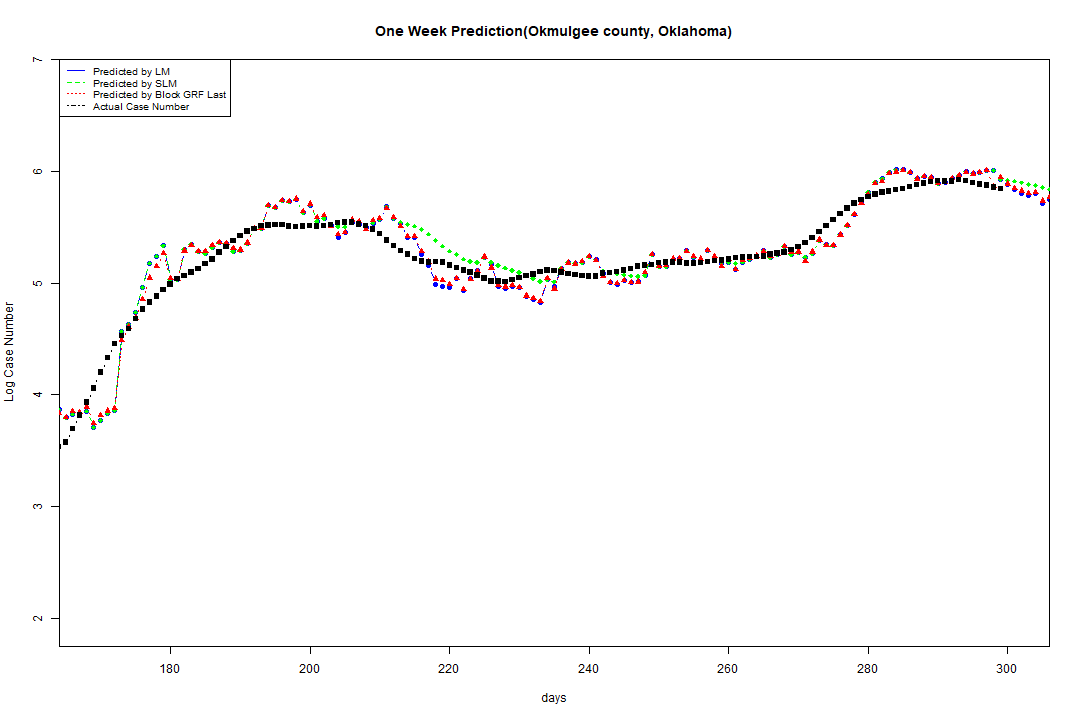 One Week Prediction(Okmulgee county, Oklahoma)
Predicted by LM
Predicted by SLM
Predicted by Block GRF Last
Actual Case Number
7
6
5
4
3
2
Log Case Number
180 200 220 240 260 280 300
days